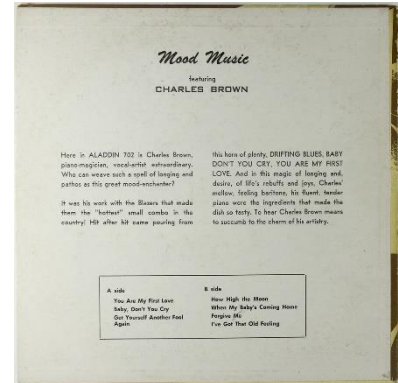 Mood Music
featuring
CHARLES BROWN
Here in ALADDIN 702 is Charles Brown,
piano-magician, vocal-artist extraordinary.
Who can weave such a spell of longing and
pathos as this great mood-enchanter?
It was his work with the Blazers that made
them the "hottest" small combo in the
country! Hit after hit came pouring from
this horn of plenty, DRIFTING BLUES, BABY
DON'T YOU CRY, YOU ARE MY FIRST
LOVE. And in this magic of longing and,
desire, of life's rebuffs and joys, Charles'
mellow, feeling baritone, his fluent, tender
piano were the ingredients that made the
dish so tasty. To hear Charles Brown means
to succumb to the charm of his artistry.
A side
You Are My First Love
Baby, Don't You Cry
Get Yourself Another Fool
Again
B side
How High the Moon
When My Baby's Coming Home
Forgive Me
I've Got That Old Feeling